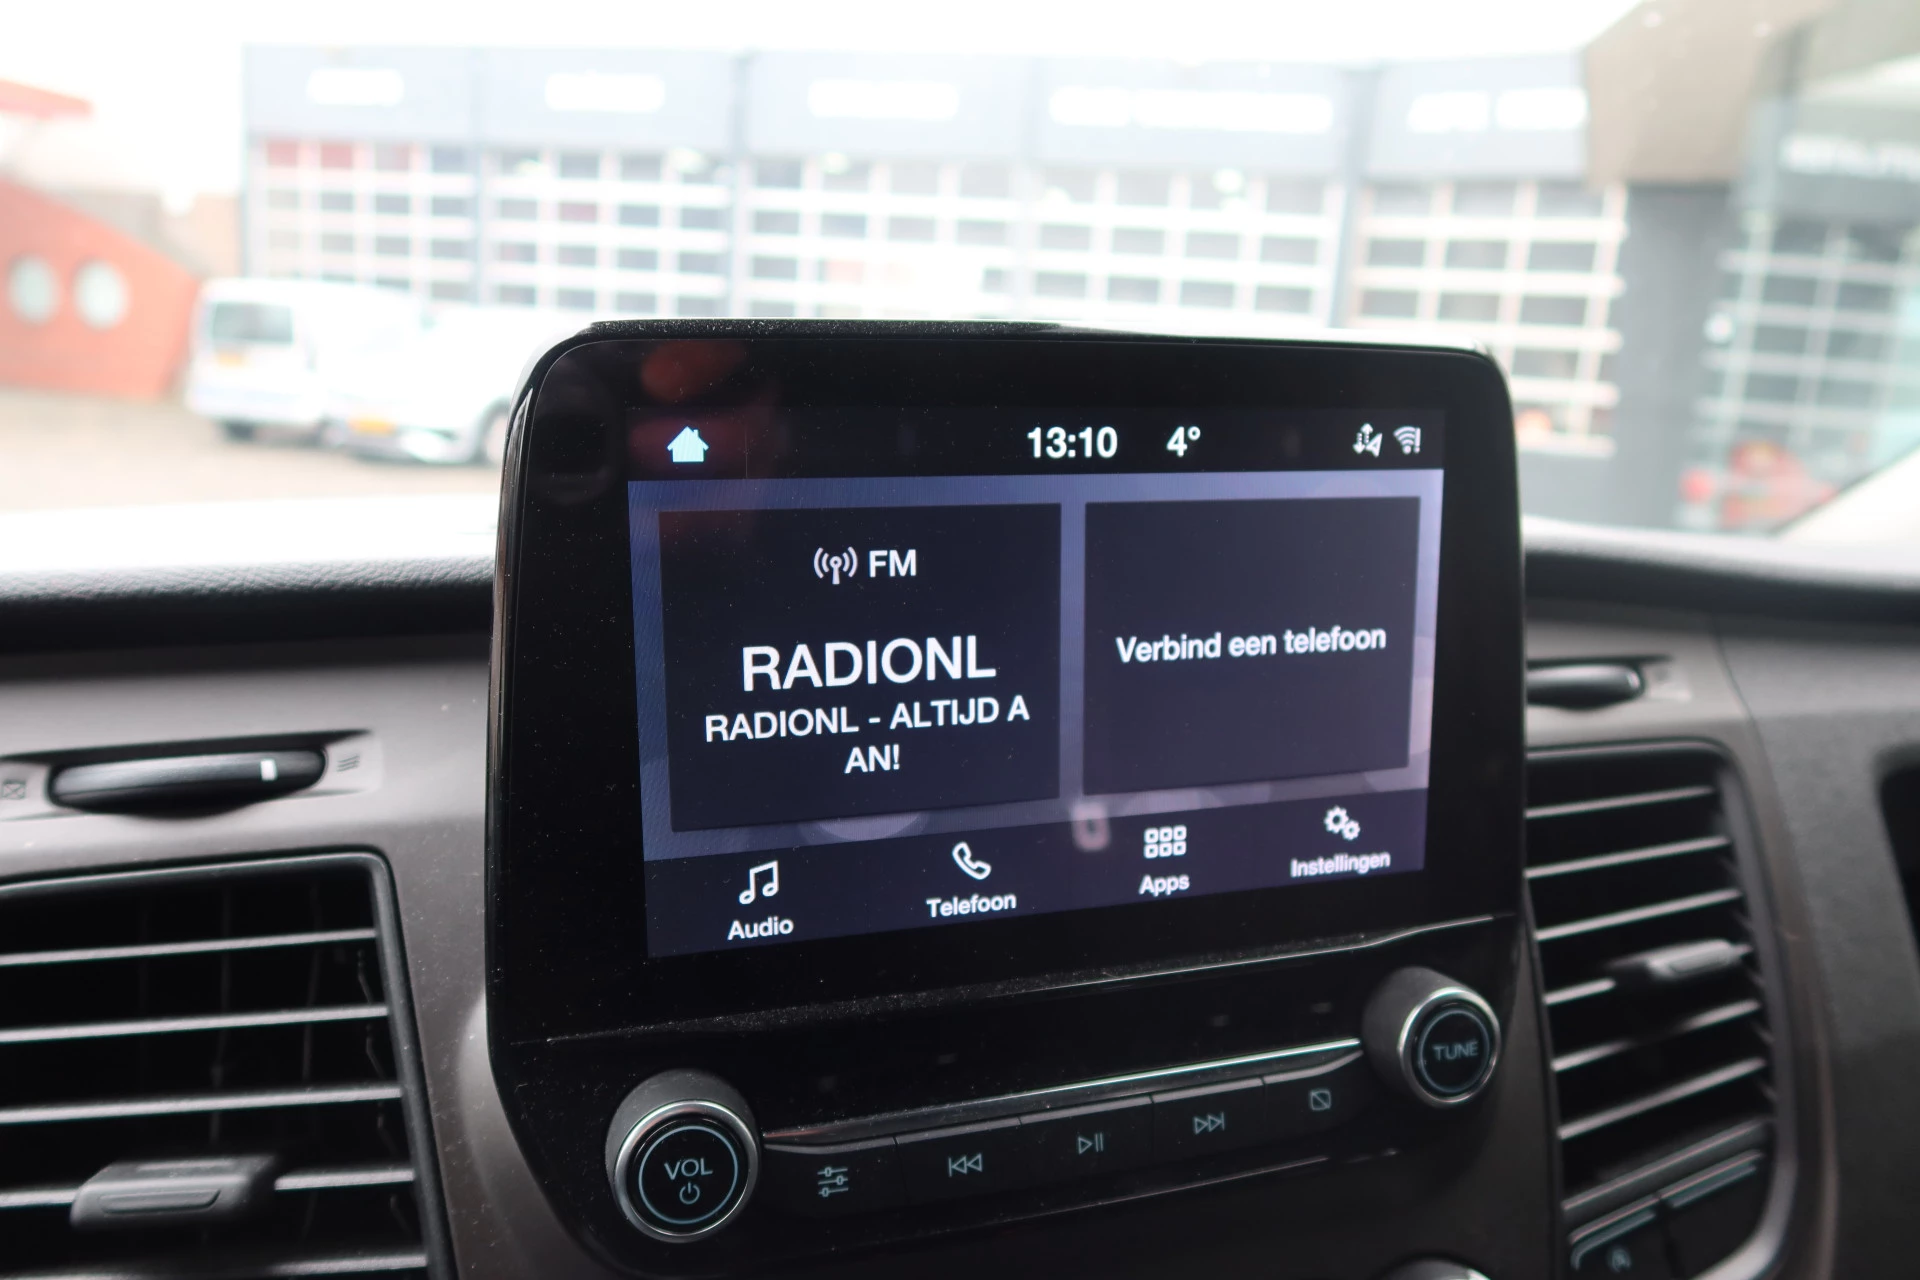 13:10 4°
FM
RADIONL
RADIONL - ALTIJD A
AN!
Verbind een telefoon
Audio
Telefoon
Apps
Instellingen
TUNE
VOL